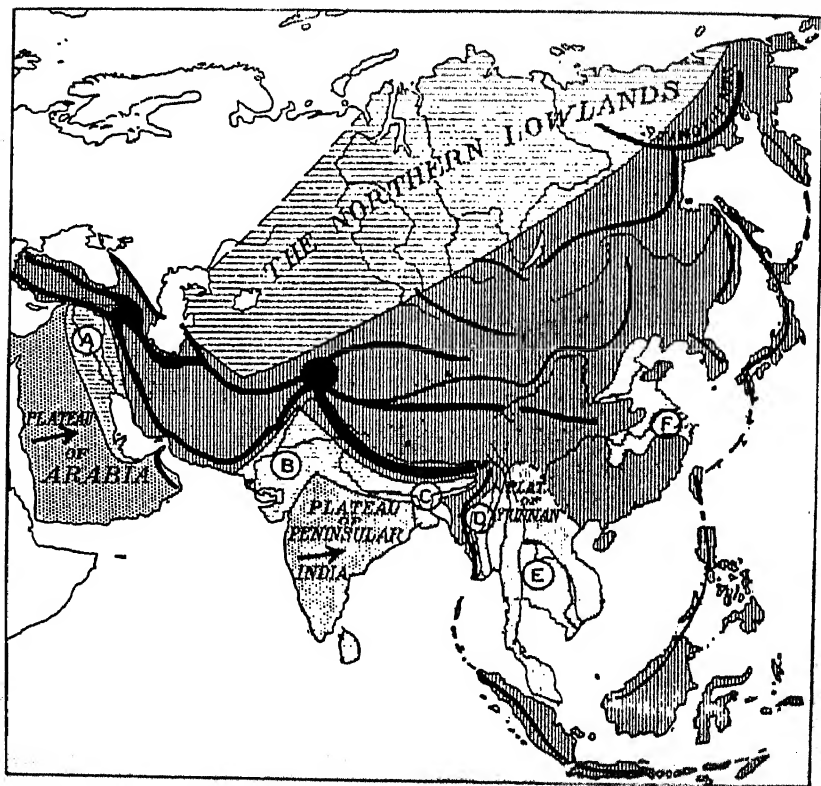 THE NORTHERN LOWLANDS
A
PLATEAU
OF
ARABIA
B
C
PLATEAU
OF
PENINSULAR
INDIA
PLAT.
OF
YUNNAN
D
E
F